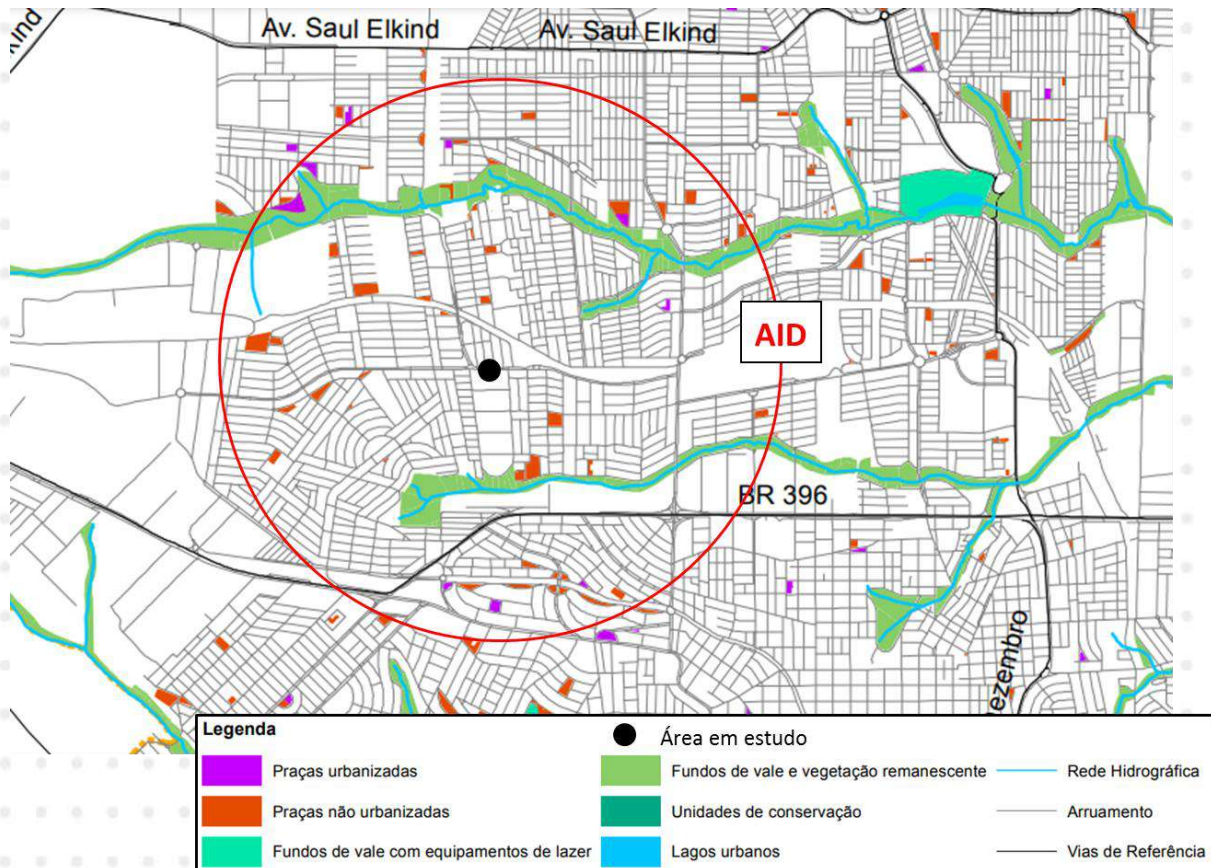 kind
Av. Saul Elkind
Av. Saul Elkind
AID
BR 396
ezembro
Legenda
Área em estudo
Praças urbanizadas
Fundos de vale e vegetação remanescente
Rede Hidrográfica
Praças não urbanizadas
Unidades de conservação
Arruamento
Fundos de vale com equipamentos de lazer
Lagos urbanos
Vias de Referência